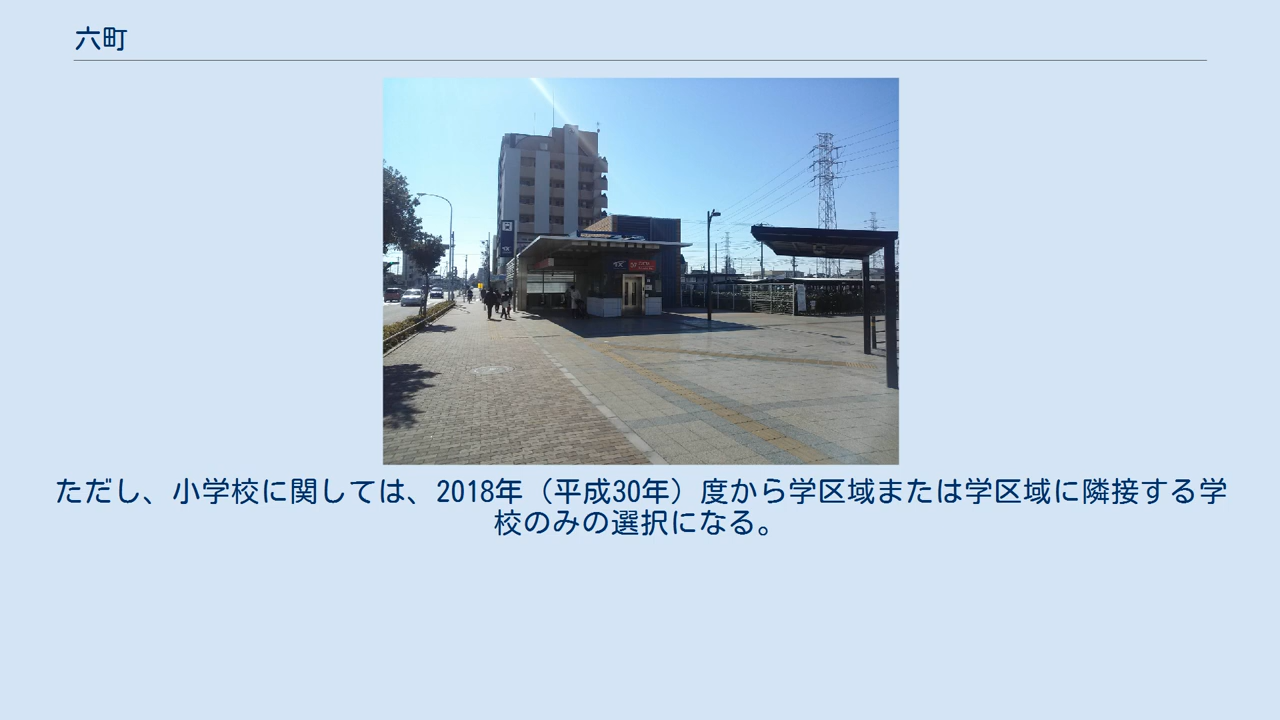 六町
ただし、小学校に関しては、2018年（平成30年）度から学区域または学区域に隣接する学
校のみの選択になる。